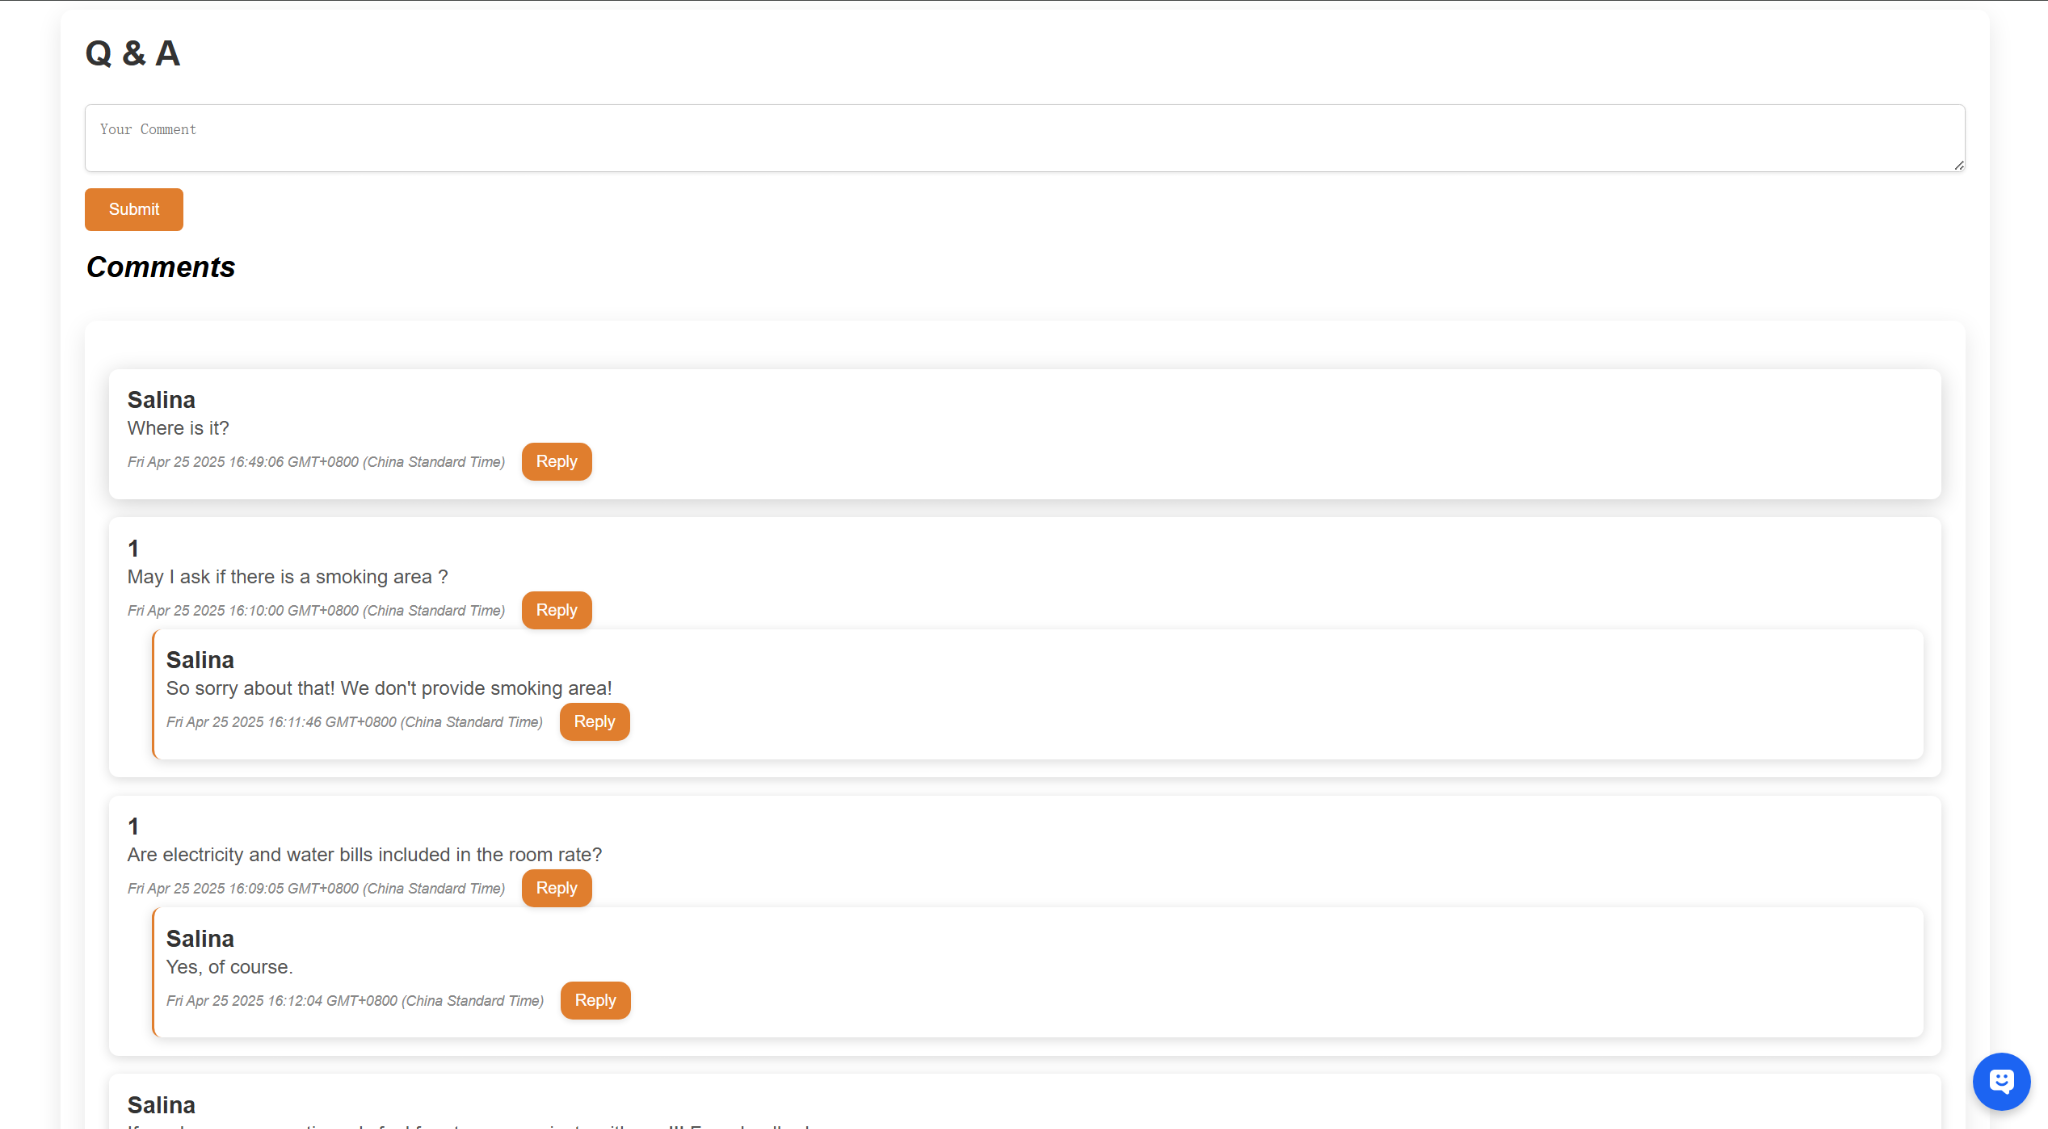 Q & A
Your Comment
Submit
Comments
Salina
Where is it?
Fri Apr 25 2025 16:49:06 GMT+0800 (China Standard Time) Reply
1
May I ask if there is a smoking area ?
Fri Apr 25 2025 16:10:00 GMT+0800 (China Standard Time) Reply
Salina
So sorry about that! We don't provide smoking area!
Fri Apr 25 2025 16:11:46 GMT+0800 (China Standard Time) Reply
1
Are electricity and water bills included in the room rate?
Fri Apr 25 2025 16:09:05 GMT+0800 (China Standard Time) Reply
Salina
Yes, of course.
Fri Apr 25 2025 16:12:04 GMT+0800 (China Standard Time) Reply
Salina